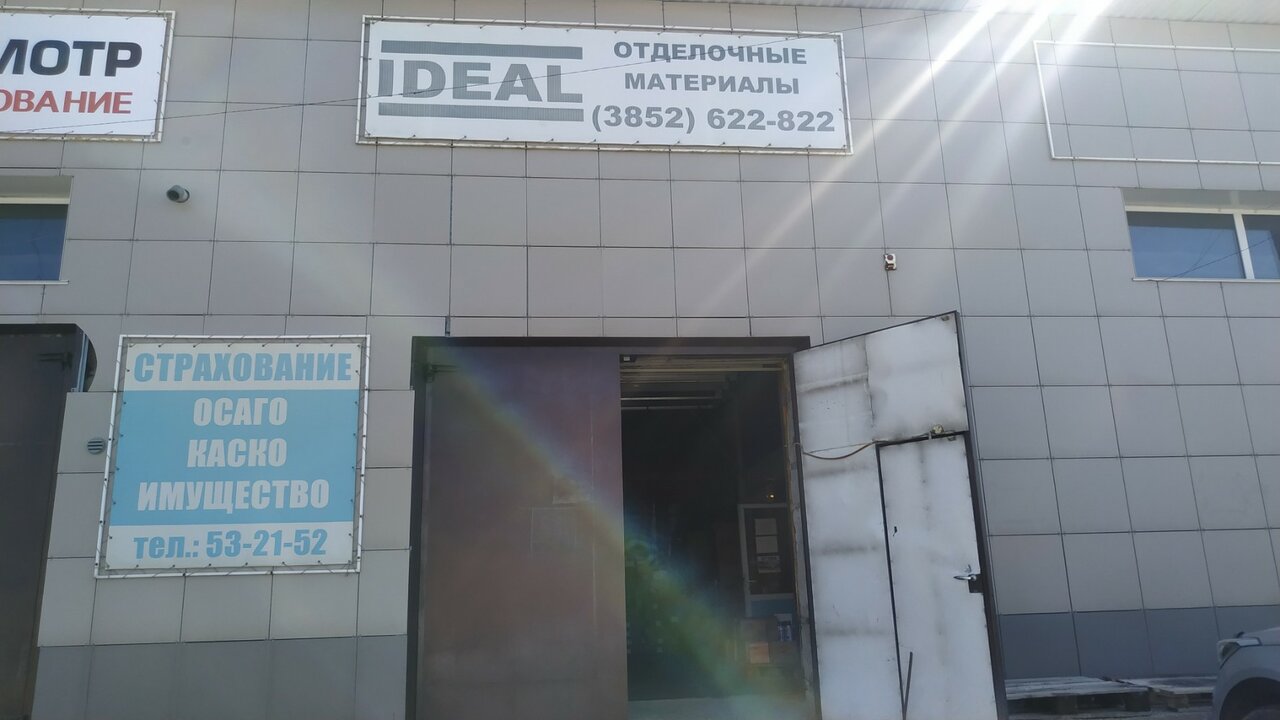 МОТР
ОВАНИЕ
IDEAL
ОТДЕЛОЧНЫЕ
МАТЕРИАЛЫ
(3852) 622-822
СТРАХОВАНИЕ
ОСАГО
КАСКО
ИМУЩЕСТВО
тел.: 53-21-52